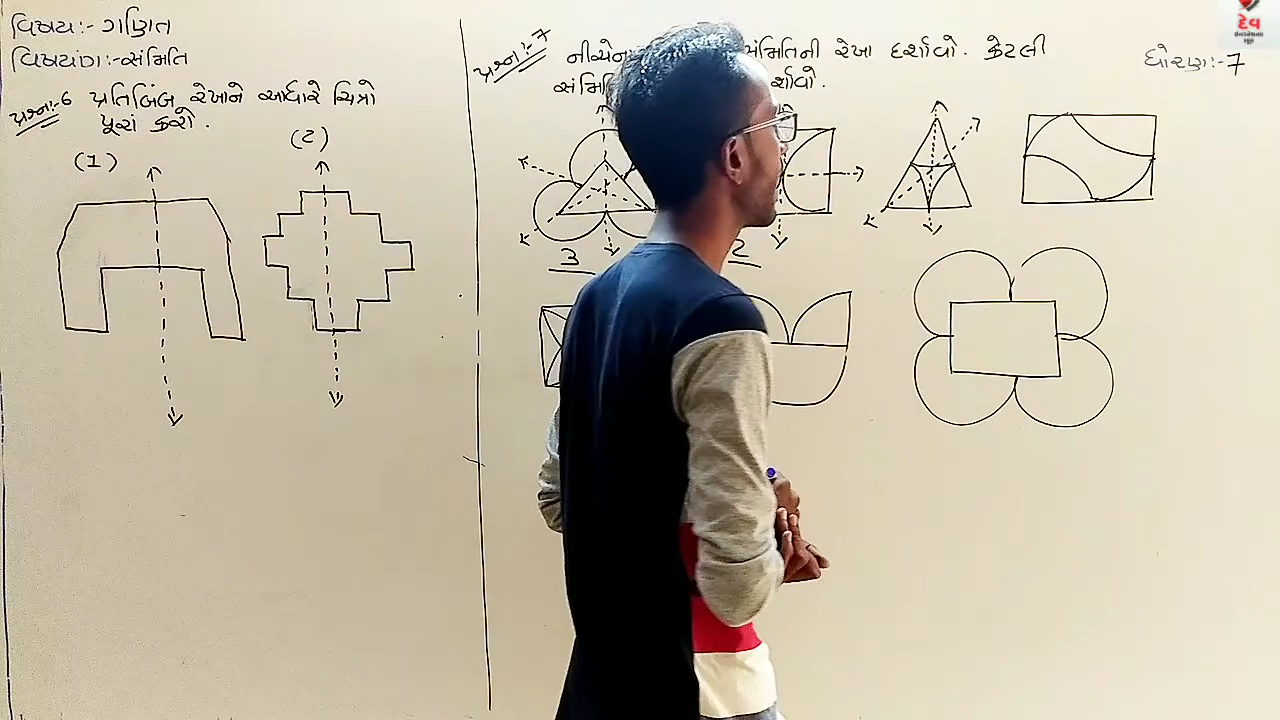 વિષય:- ગણિત
વિષયાંગ:- સંમિતિ
પ્રશ્ન:-6 પ્રતિબિંબ રેખાને આધારે ચિત્રો
પૂરાં કરો.
(1)
(2)
પ્રશ્ન:-7 સંમિતિની રેખા દર્શાવો. કેટલી
ધોરણ:-7
3
2
દેવ